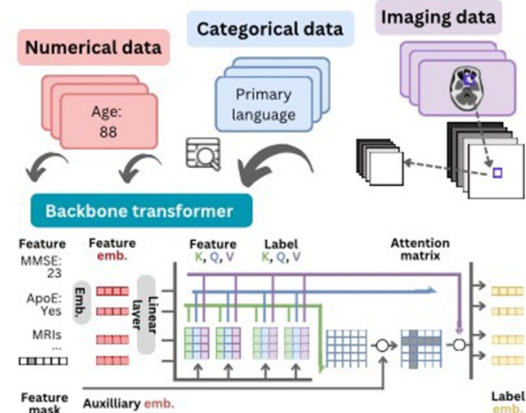 Numerical data
Categorical data
Imaging data
Age:
88
Primary
language
Backbone transformer
Feature
MMSE:
23
ApoE:
Yes
MRIs
...
Feature
mask
Feature
emb.
Emb.
Linear
layer
Feature
K, Q, V
Label
K, Q, V
Attention
matrix
Auxilliary emb.
Label
emb.